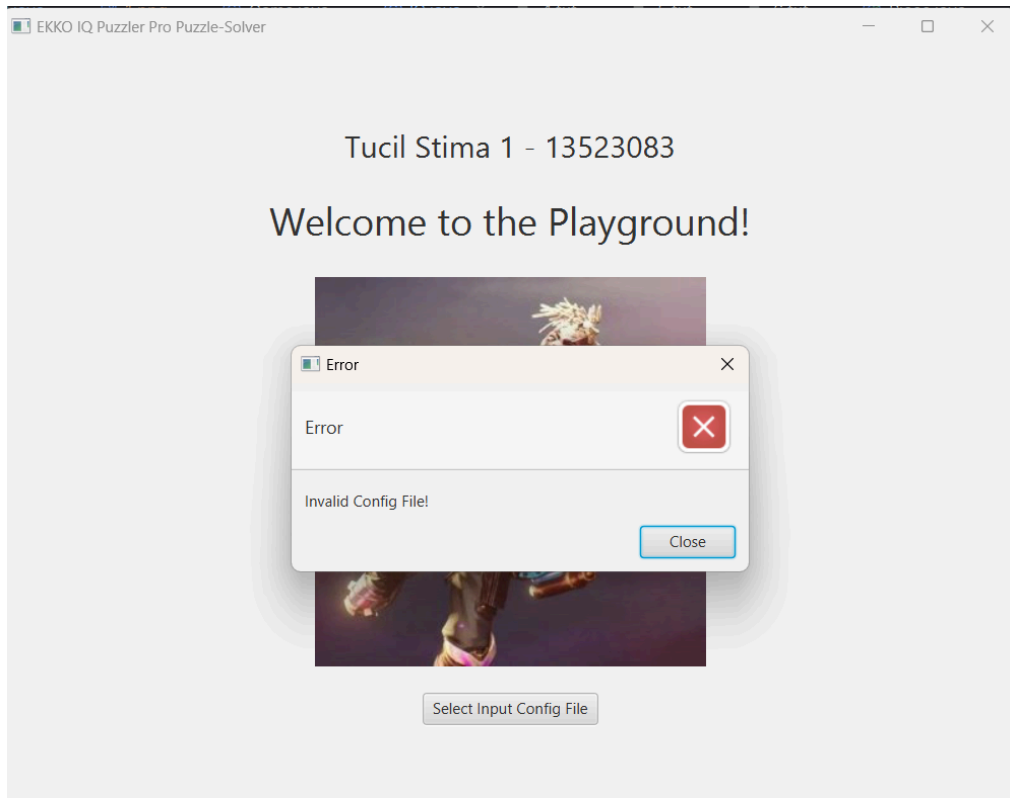 EKKO IQ Puzzler Pro Puzzle-Solver
Tucil Stima 1 - 13523083
Welcome to the Playground!
Error
Error
Invalid Config File!
Close
Select Input Config File